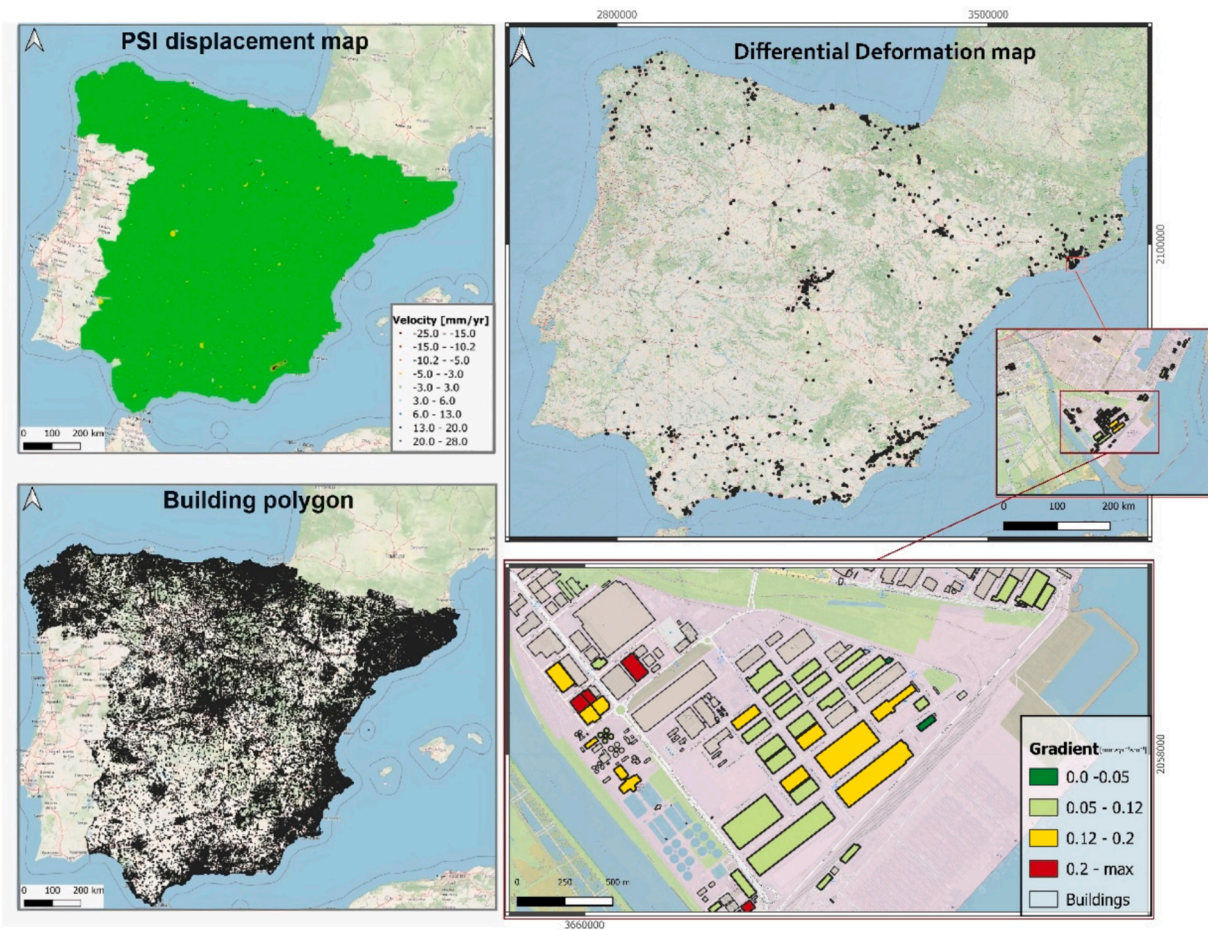 PSI displacement map
Velocity [mm/yr]
-25.0 - -15.0
-15.0 - -10.2
-10.2 - -5.0
-5.0 - -3.0
-3.0 - 3.0
3.0 - 6.0
6.0 - 13.0
13.0 - 20.0
20.0 - 28.0
0 100 200 km
2800000 3500000
N
Differential Deformation map
2100000
0 100 200 km
Building polygon
0 100 200 km
Gradient
0.0 -0.05
0.05 - 0.12
0.12 - 0.2
0.2 - max
Buildings
0 250 500 m
2058000
3660000